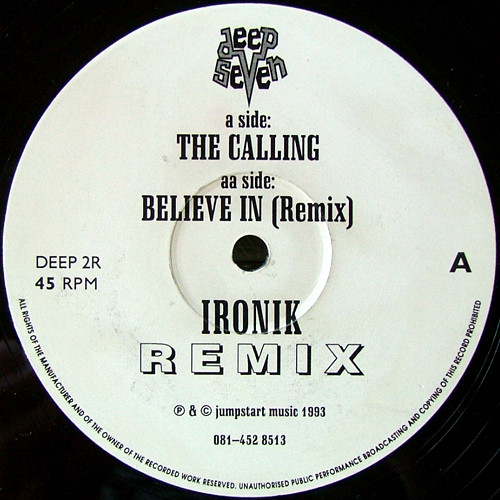 deep
seven
a side:
THE CALLING
aa side:
BELIEVE IN (Remix)
DEEP 2R
45 RPM
A
IRONIK
REMIX
℗ & © jumpstart music 1993
081-452 8513
ALL RIGHTS OF THE MANUFACTURER AND OF THE OWNER OF THE RECORDED WORK RESERVED. UNAUTHORISED PUBLIC PERFORMANCE BROADCASTING AND COPYING OF THIS RECORD PROHIBITED